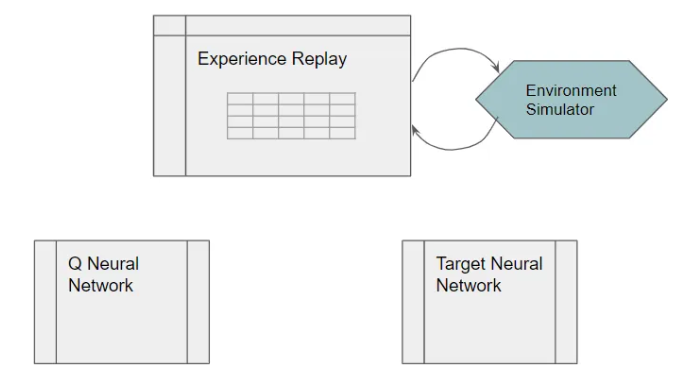 Experience Replay
Environment
Simulator
Q Neural
Network
Target Neural
Network